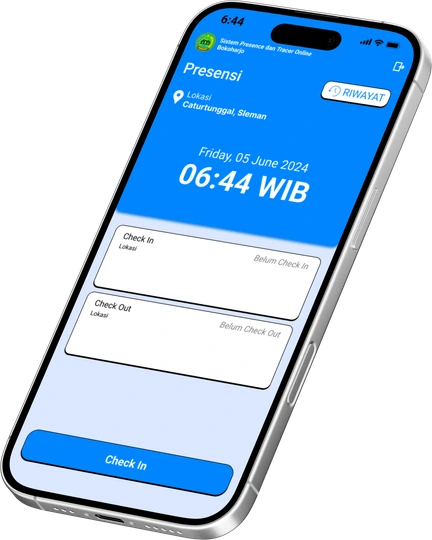 6:44
Sistem Presence dan Tracer Online
Bokoharjo
Presensi
RIWAYAT
Lokasi
Caturtunggal, Sleman
Friday, 05 June 2024
06:44 WIB
Check In
Lokasi
Belum Check In
Check Out
Lokasi
Belum Check Out
Check In